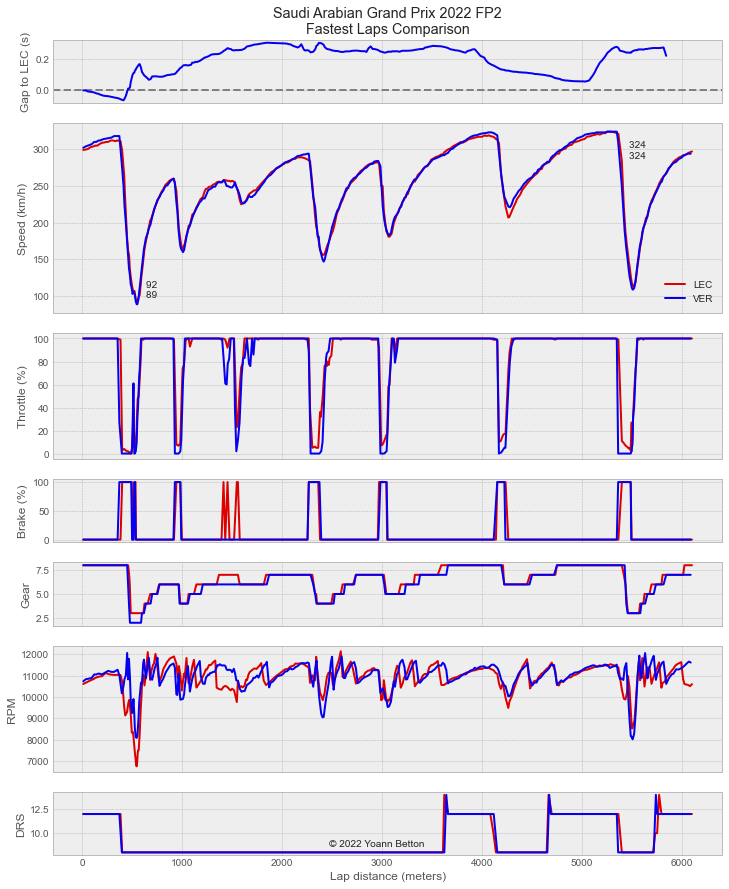 Saudi Arabian Grand Prix 2022 FP2
Fastest Laps Comparison
Gap to LEC (s)
0.2
0.0
Speed (km/h)
300
250
200
150
100
324
324
92
89
LEC
VER
Throttle (%)
100
80
60
40
20
0
Brake (%)
100
50
0
Gear
7.5
5.0
2.5
RPM
12000
11000
10000
9000
8000
7000
DRS
12.5
10.0
© 2022 Yoann Betton
0 1000 2000 3000 4000 5000 6000
Lap distance (meters)